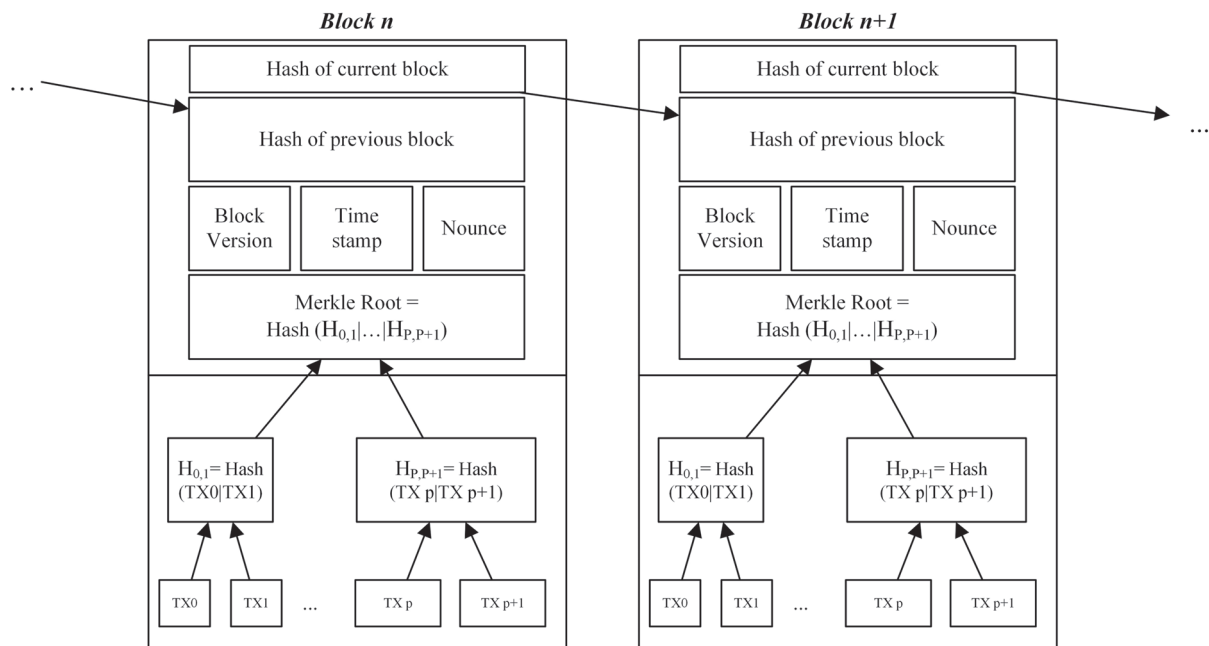 Block n
Block n+1
...
Hash of current block
Hash of previous block
Block
Version
Time
stamp
Nounce
Merkle Root =
Hash (H0,1|...|HP,P+1)
H0,1= Hash
(TX0|TX1)
HP,P+1= Hash
(TX p|TX p+1)
TX0
TX1
...
TX p
TX p+1
Hash of current block
Hash of previous block
Block
Version
Time
stamp
Nounce
Merkle Root =
Hash (H0,1|...|HP,P+1)
H0,1= Hash
(TX0|TX1)
HP,P+1= Hash
(TX p|TX p+1)
TX0
TX1
...
TX p
TX p+1
...